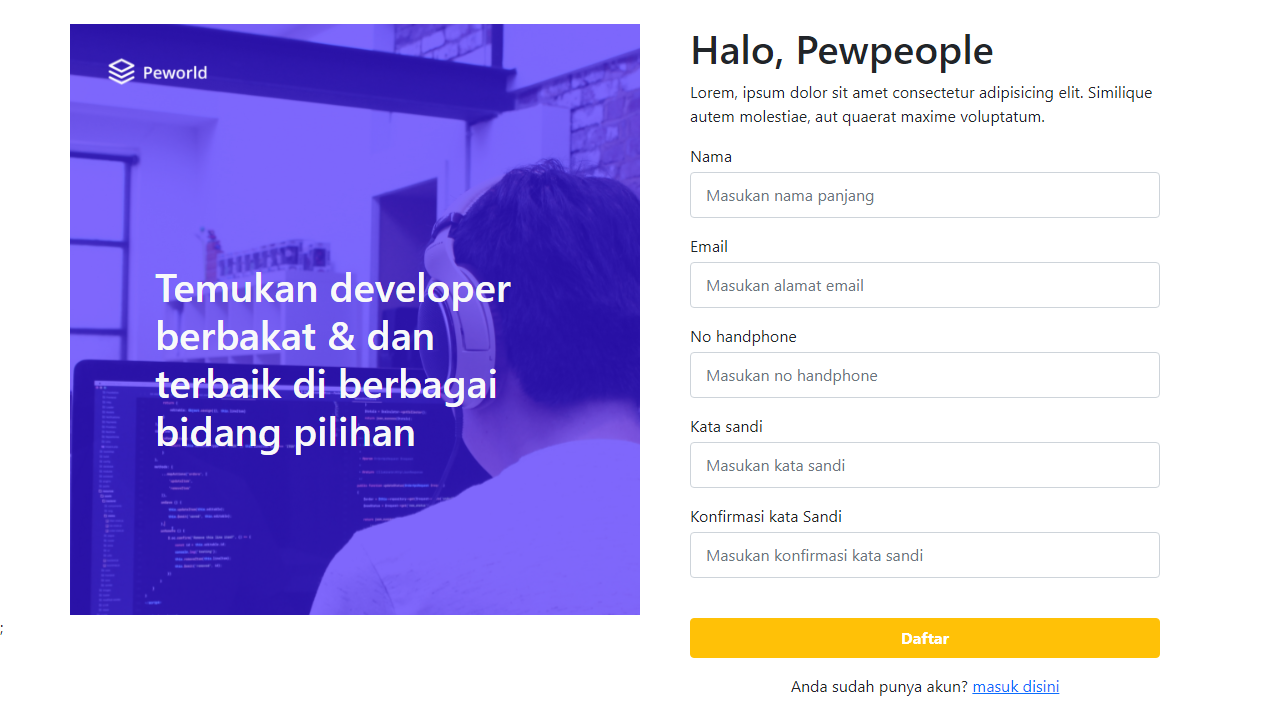 Peworld
Temukan developer
berbakat & dan
terbaik di berbagai
bidang pilihan
;
Halo, Pewpeople
Lorem, ipsum dolor sit amet consectetur adipisicing elit. Similique
autem molestiae, aut quaerat maxime voluptatum.
Nama
Masukan nama panjang
Email
Masukan alamat email
No handphone
Masukan no handphone
Kata sandi
Masukan kata sandi
Konfirmasi kata Sandi
Masukan konfirmasi kata sandi
Daftar
Anda sudah punya akun? masuk disini